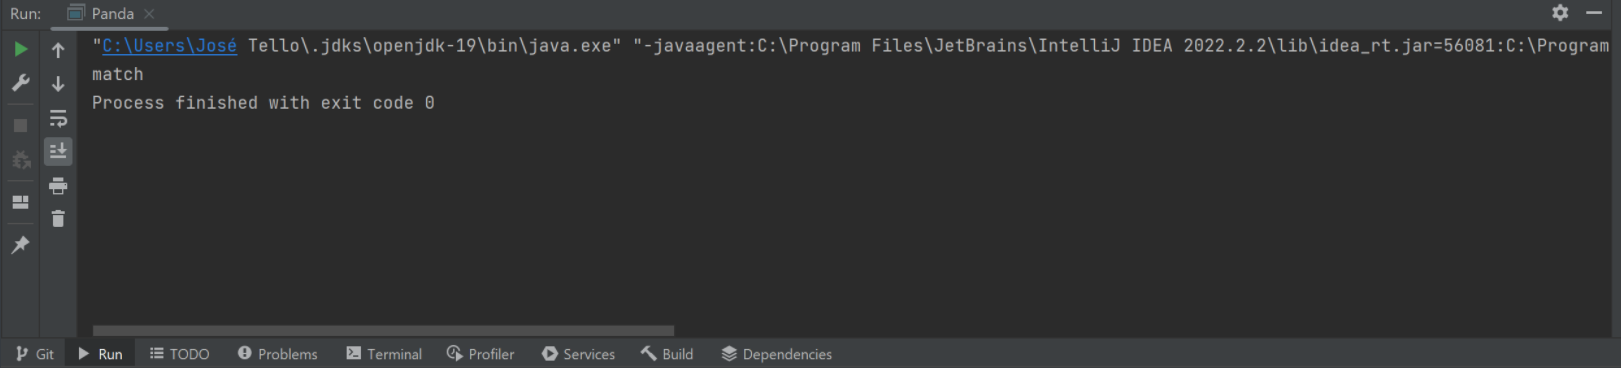 Run: Panda
"C:\Users\José Tello\.jdks\openjdk-19\bin\java.exe" "-javaagent:C:\Program Files\JetBrains\IntelliJ IDEA 2022.2.2\lib\idea_rt.jar=56081:C:\Program
match
Process finished with exit code 0
Git Run TODO Problems Terminal Profiler Services Build Dependencies